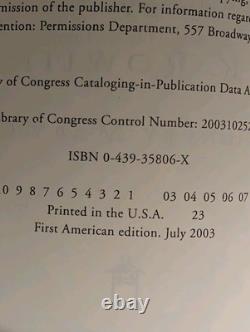 mission of the publisher. For information regar
ention: Permissions Department, 557 Broadway
y of Congress Cataloging-in-Publication Data A
ibrary of Congress Control Number: 200310252
ISBN 0-439-35806-X
0 9 8 7 6 5 4 3 2 1 03 04 05 06 07
Printed in the U.S.A. 23
First American edition, July 2003
ebay